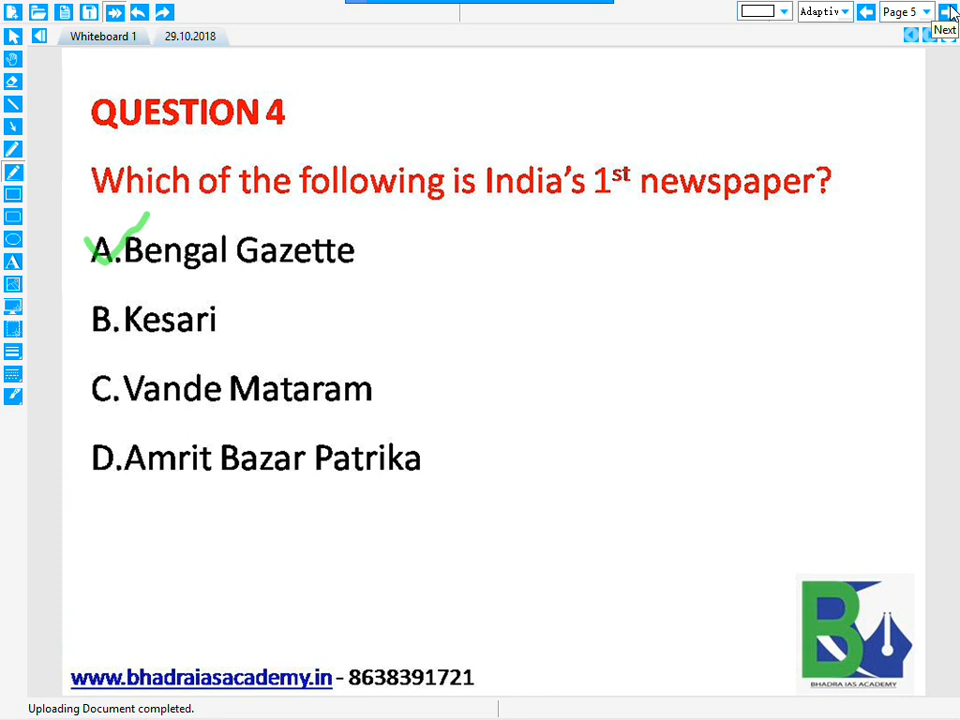 Adaptiv
Page 5
Next
Whiteboard 1
29.10.2018
QUESTION 4
Which of the following is India's 1st newspaper?
A.Bengal Gazette
B.Kesari
C.Vande Mataram
D.Amrit Bazar Patrika
B
BHADRA IAS ACADEMY
www.bhadraiasacademy.in - 8638391721
Uploading Document completed.